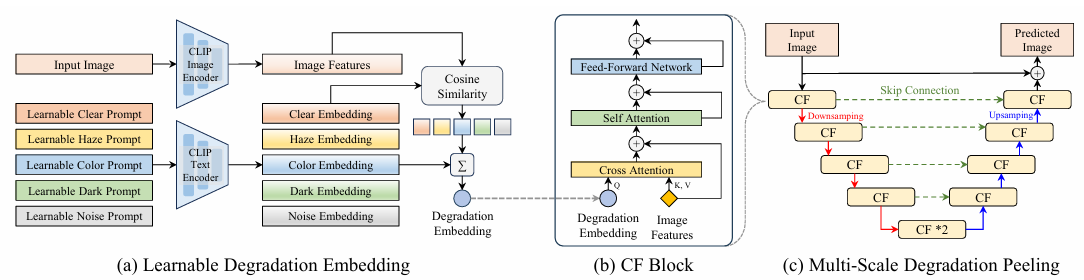 Input Image
CLIP
Image
Encoder
Image Features
Cosine
Similarity
Learnable Clear Prompt
Learnable Haze Prompt
Learnable Color Prompt
Learnable Dark Prompt
Learnable Noise Prompt
CLIP
Text
Encoder
Clear Embedding
Haze Embedding
Color Embedding
Dark Embedding
Noise Embedding
Σ
Degradation
Embedding
(a) Learnable Degradation Embedding
+
Feed-Forward Network
+
Self Attention
+
Cross Attention
Q
K, V
Degradation
Embedding
Image
Features
(b) CF Block
Input
Image
Predicted
Image
+
CF
Skip Connection
CF
Downsamping
Upsamping
CF
CF
CF
CF
CF
CF
CF *2
(c) Multi-Scale Degradation Peeling